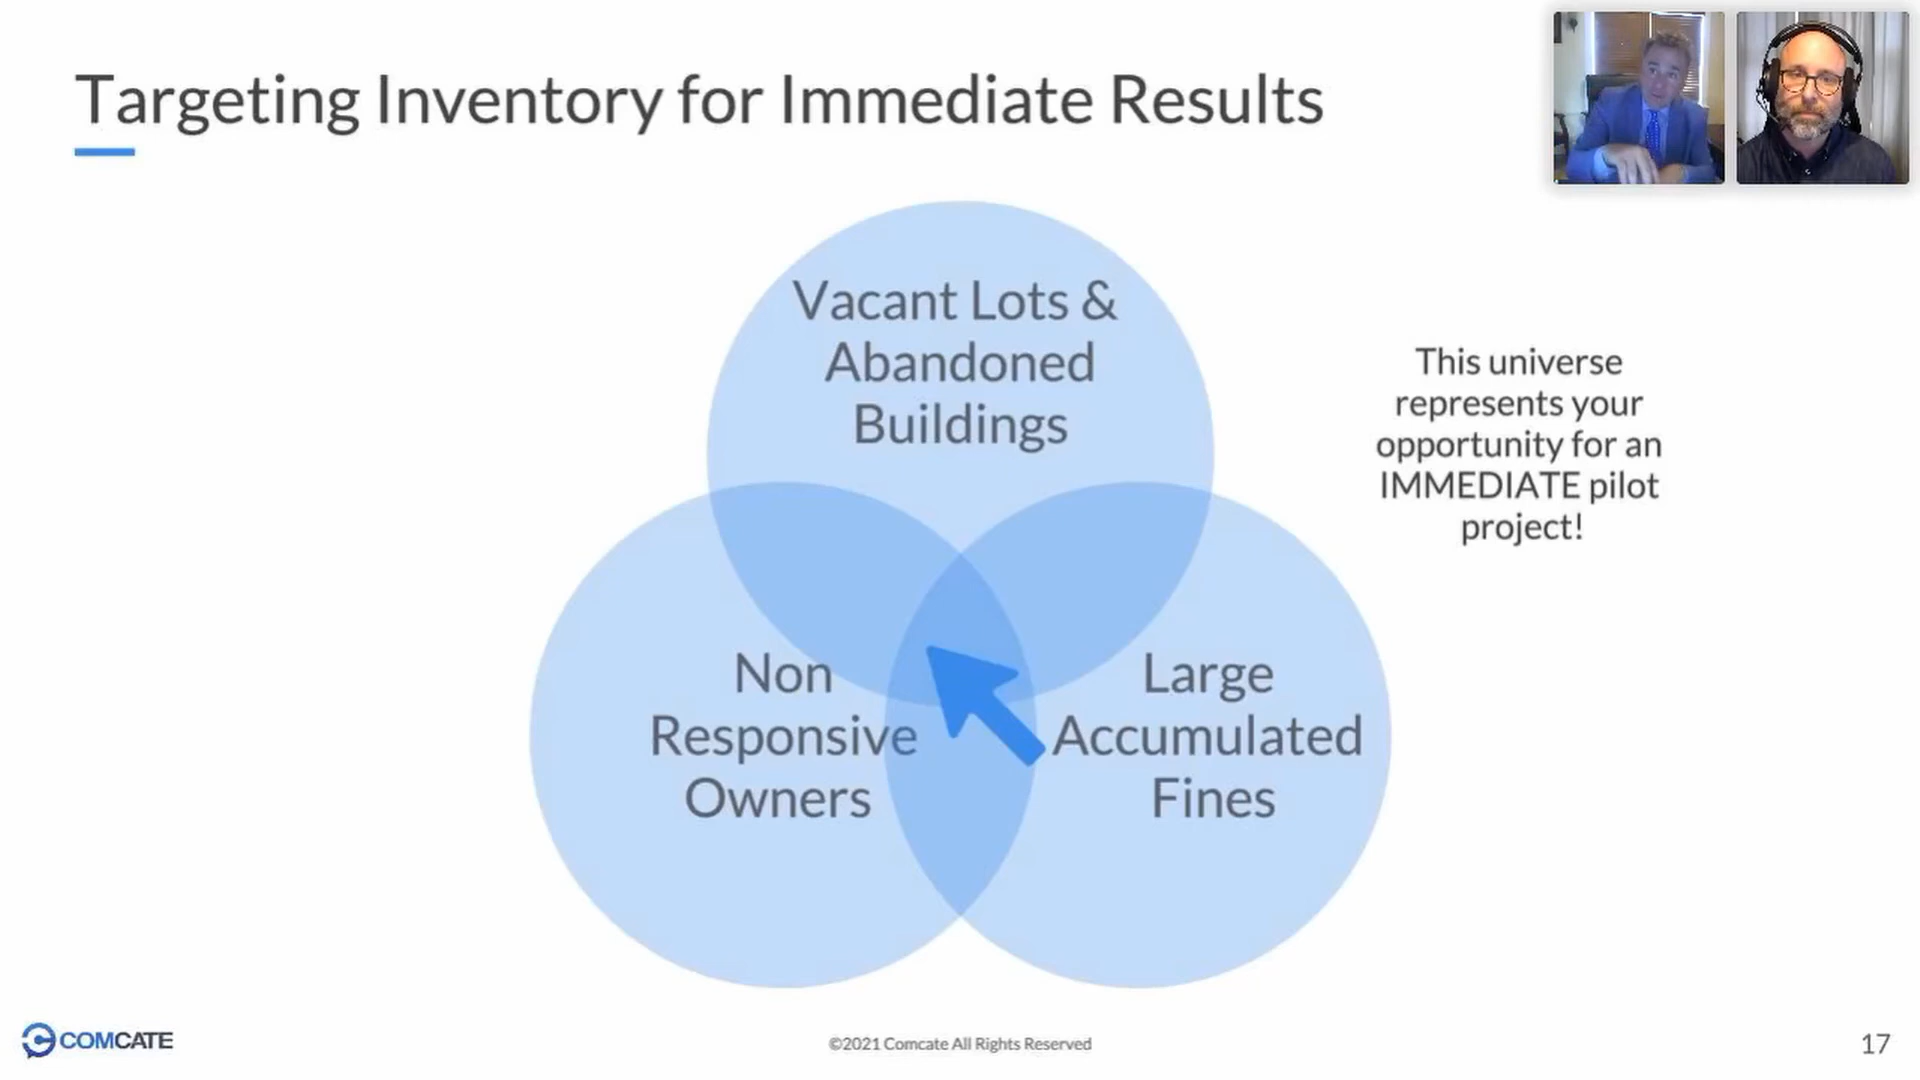 Targeting Inventory for Immediate Results
Vacant Lots &
Abandoned
Buildings
This universe
represents your
opportunity for an
IMMEDIATE pilot
project!
Non
Responsive
Owners
Large
Accumulated
Fines
COMCATE
©2021 Comcate All Rights Reserved
17